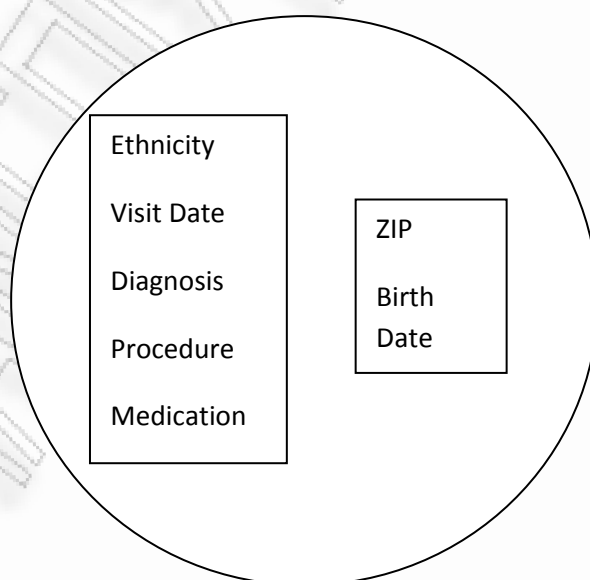 Ethnicity
Visit Date
Diagnosis
Procedure
Medication
ZIP
Birth
Date